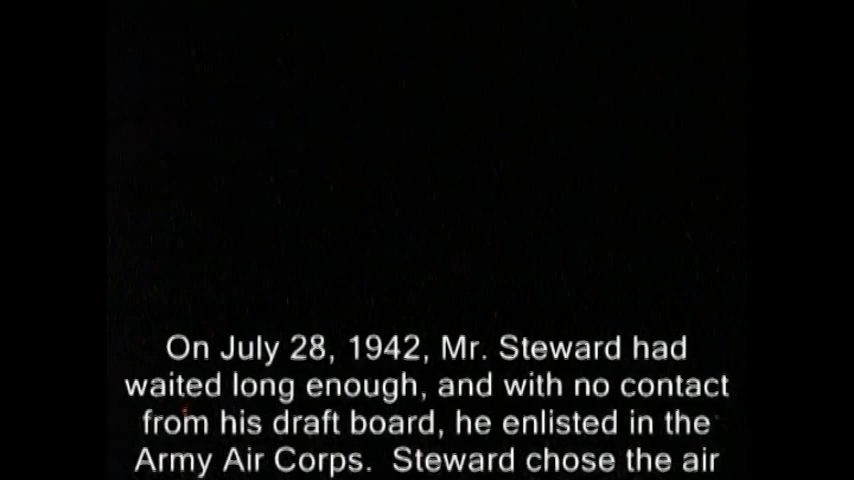 On July 28, 1942, Mr. Steward had
waited long enough, and with no contact
from his draft board, he enlisted in the
Army Air Corps.  Steward chose the air